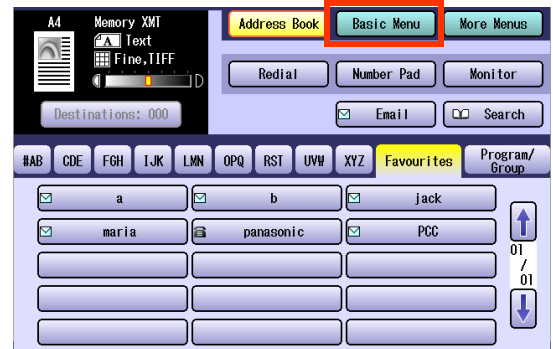 A4 Memory XMT Address Book Basic Menu More Menus
A Text
Fine,TIFF
D Redial Number Pad Monitor
Destinations: 000 Email Search
#AB CDE FGH IJK LMN OPQ RST UVW XYZ Favourites Program/
Group
a b jack
maria panasonic PCC
01
/
01